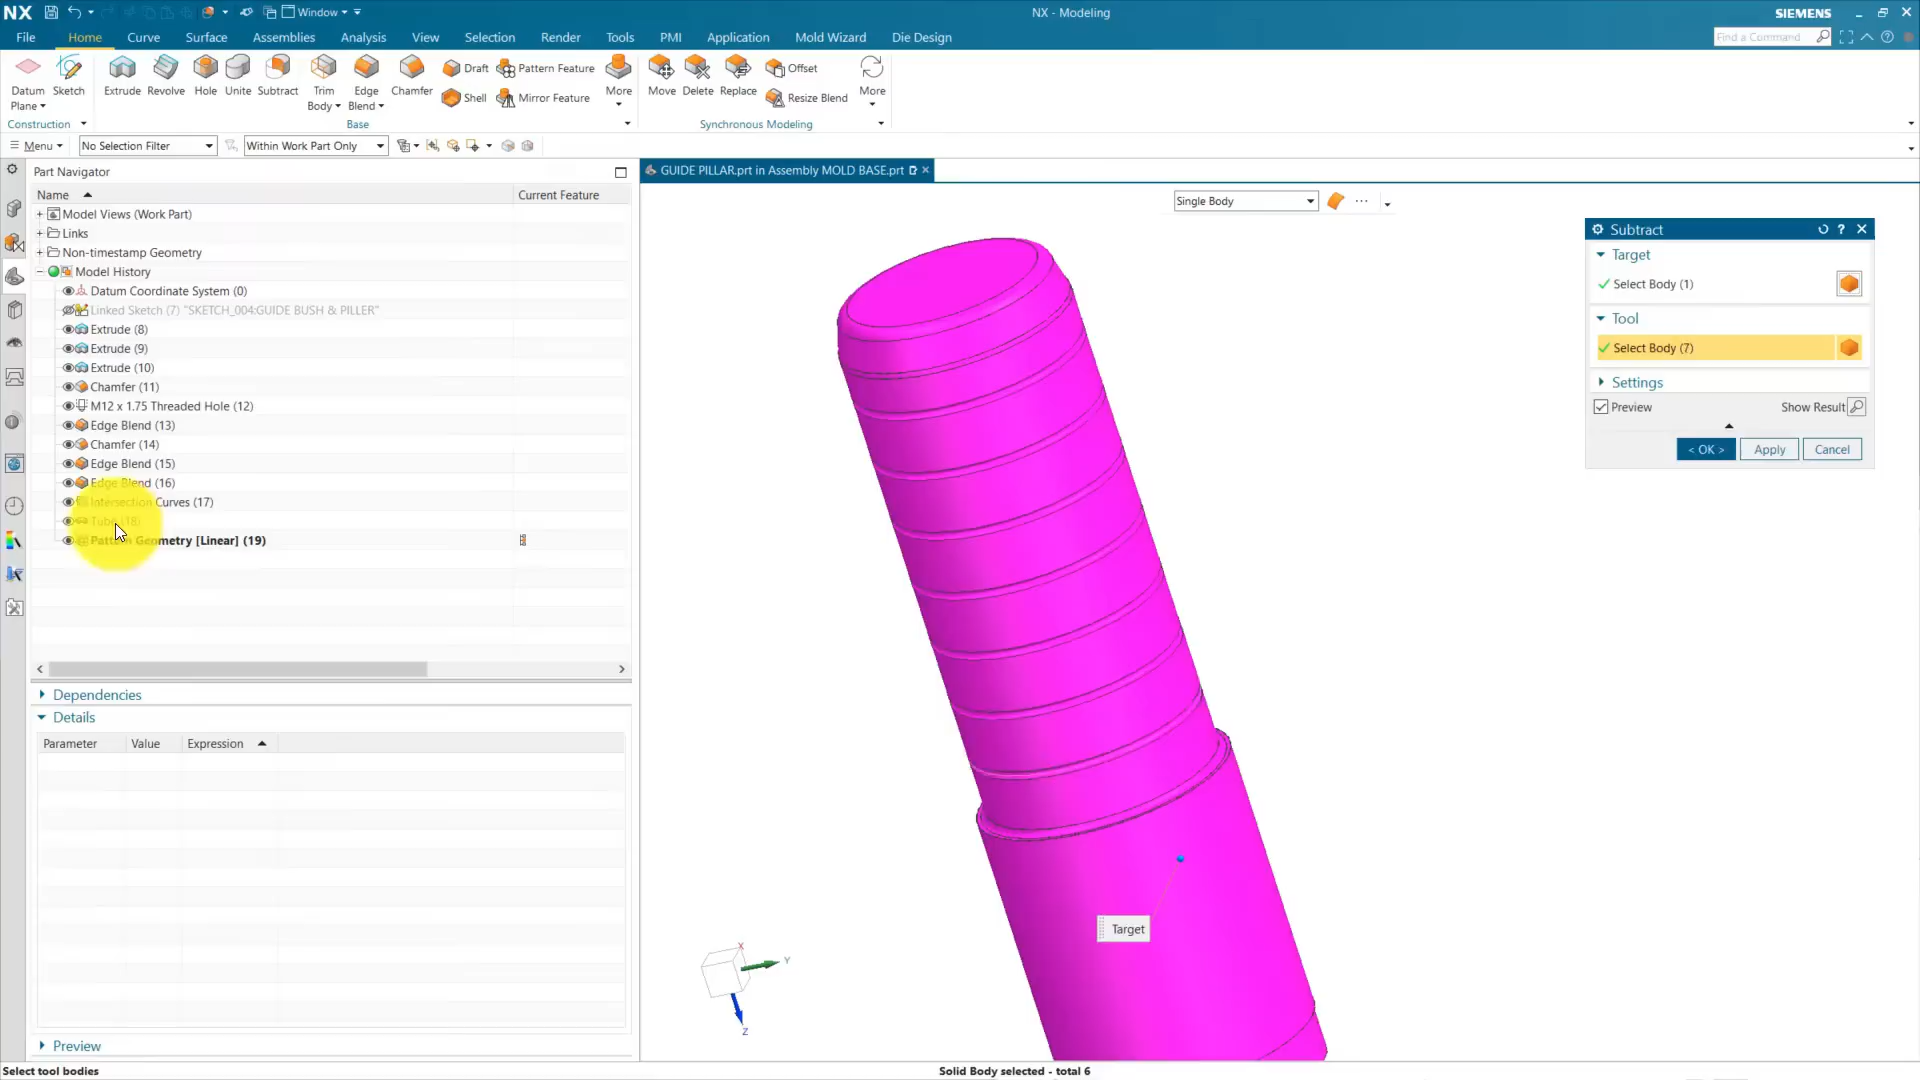 NX
Window
NX - Modeling
SIEMENS
File
Home
Curve
Surface
Assemblies
Analysis
View
Selection
Render
Tools
PMI
Application
Mold Wizard
Die Design
Find a Command
Datum Plane
Sketch
Extrude
Revolve
Hole
Unite
Subtract
Trim Body
Edge Blend
Chamfer
Draft
Shell
Pattern Feature
Mirror Feature
More
Move
Delete
Replace
Offset
Resize Blend
More
Construction
Base
Synchronous Modeling
Menu
No Selection Filter
Within Work Part Only
Part Navigator
GUIDE PILLAR.prt in Assembly MOLD BASE.prt
Name
Current Feature
Model Views (Work Part)
Links
Non-timestamp Geometry
Model History
Datum Coordinate System (0)
Linked Sketch (7) "SKETCH_004:GUIDE BUSH & PILLER"
Extrude (8)
Extrude (9)
Extrude (10)
Chamfer (11)
M12 x 1.75 Threaded Hole (12)
Edge Blend (13)
Chamfer (14)
Edge Blend (15)
Edge Blend (16)
Intersection Curves (17)
Tube (18)
Pattern Geometry [Linear] (19)
Dependencies
Details
Parameter
Value
Expression
Preview
Single Body
Subtract
Target
Select Body (1)
Tool
Select Body (7)
Settings
Preview
Show Result
< OK >
Apply
Cancel
Target
X
Y
Z
Select tool bodies
Solid Body selected - total 6